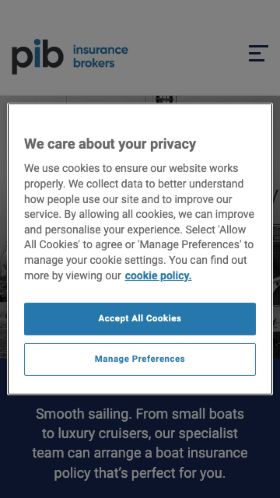 pib insurance
brokers
We care about your privacy
We use cookies to ensure our website works
properly. We collect data to better understand
how people use our site and to improve our
service. By allowing all cookies, we can improve
and personalise your experience. Select 'Allow
All Cookies' to agree or 'Manage Preferences' to
manage your cookie settings. You can find out
more by viewing our cookie policy.
Accept All Cookies
Manage Preferences
Smooth sailing. From small boats
to luxury cruisers, our specialist
team can arrange a boat insurance
policy that's perfect for you.